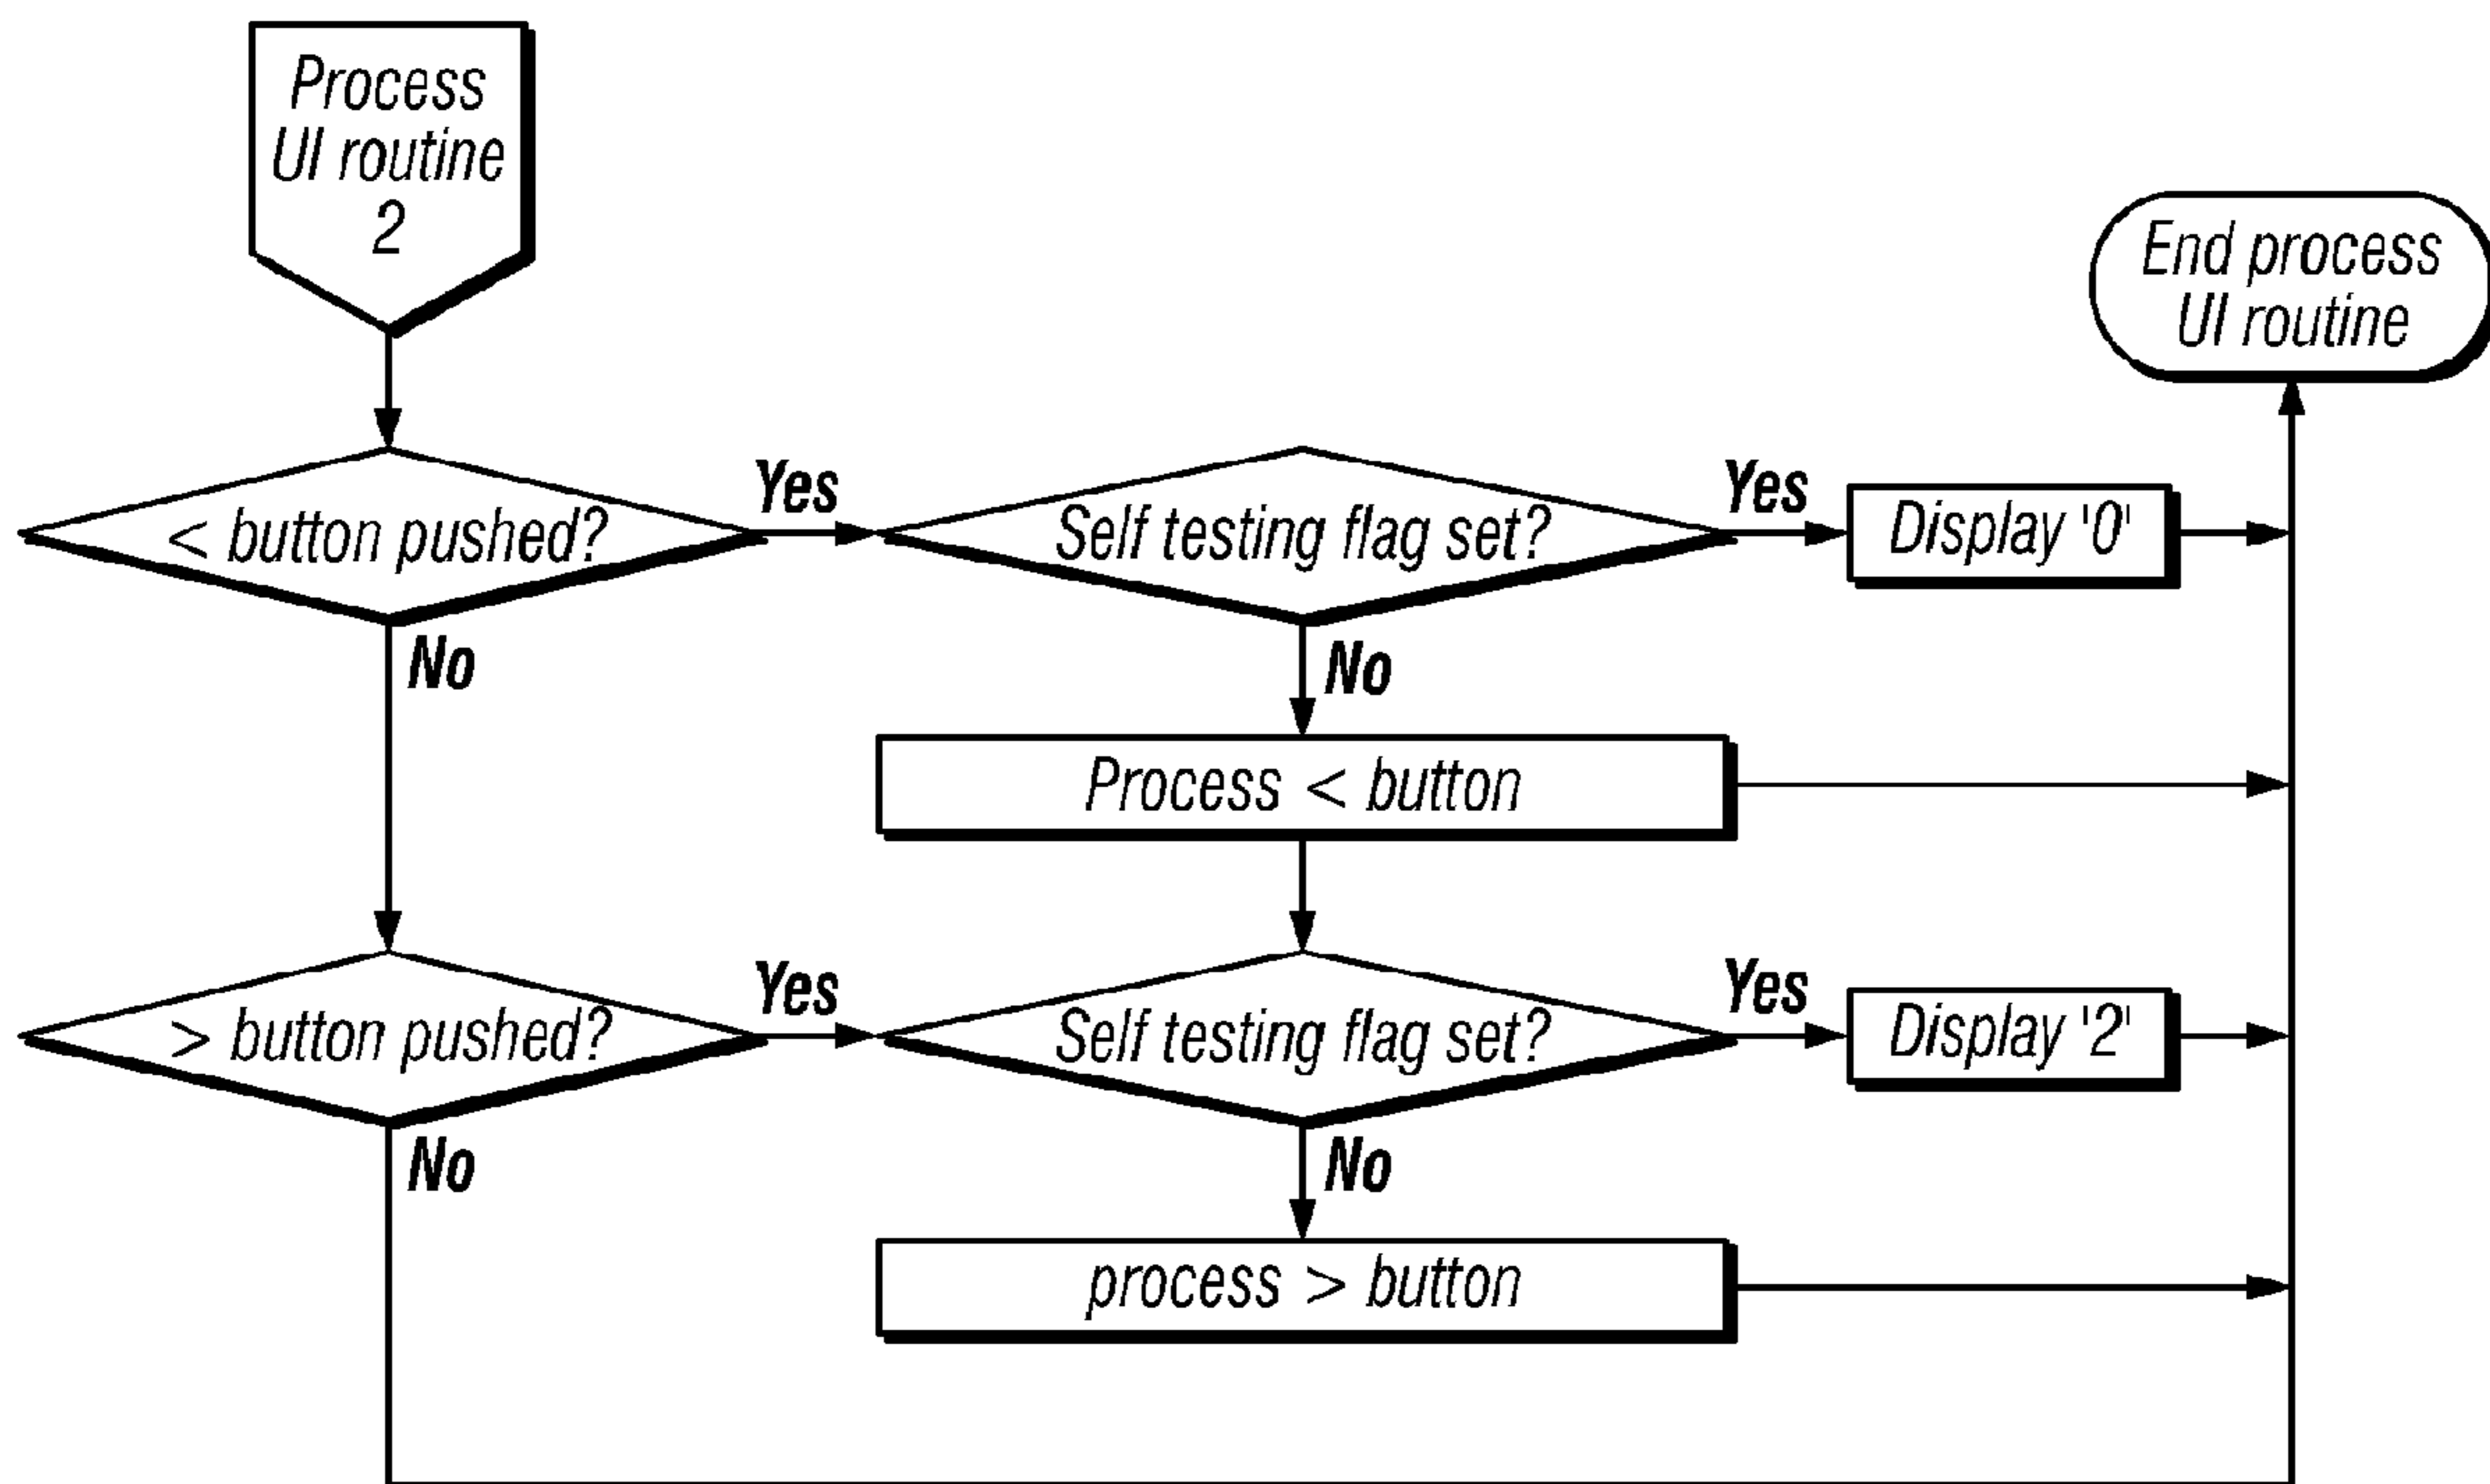 Process
UI routine
2
End process
UI routine
< button pushed?
Yes
Self testing flag set?
Yes
Display '0'
No
No
Process < button
> button pushed?
Yes
Self testing flag set?
Yes
Display '2'
No
No
process > button